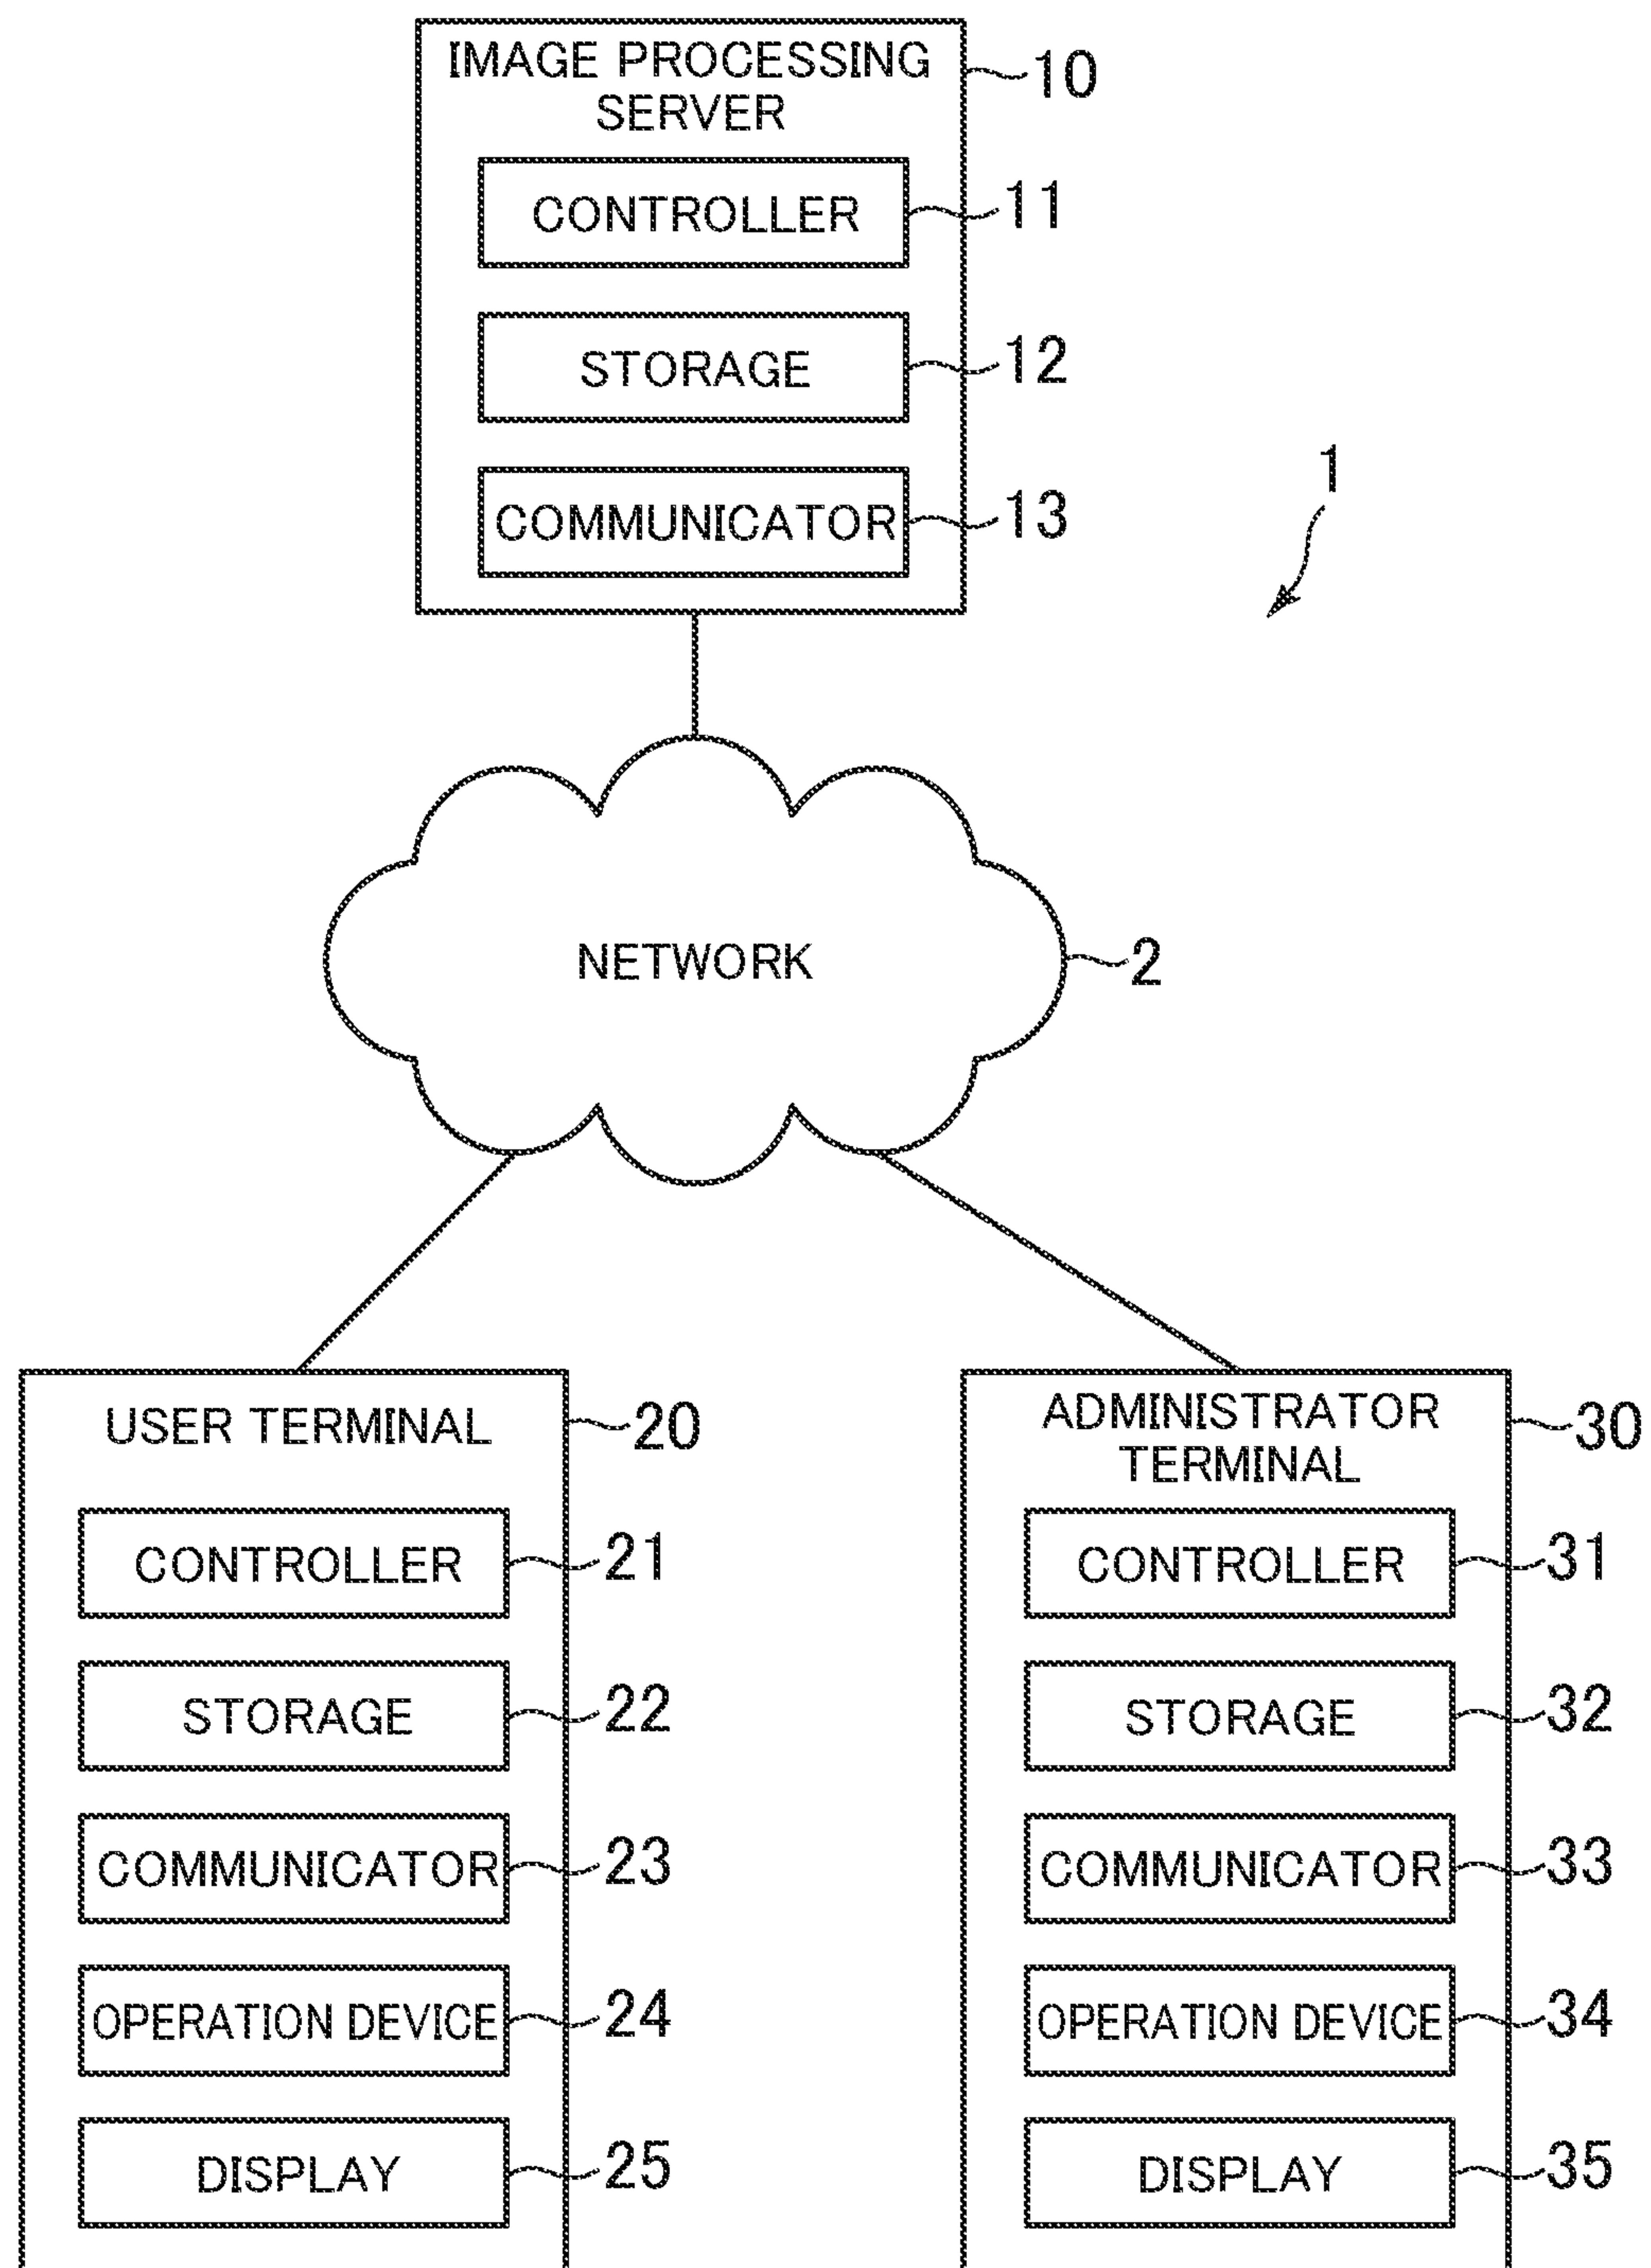 IMAGE PROCESSING
SERVER
10
CONTROLLER
11
STORAGE
12
COMMUNICATOR
13
1
NETWORK
2
USER TERMINAL
20
CONTROLLER
21
STORAGE
22
COMMUNICATOR
23
OPERATION DEVICE
24
DISPLAY
25
ADMINISTRATOR
TERMINAL
30
CONTROLLER
31
STORAGE
32
COMMUNICATOR
33
OPERATION DEVICE
34
DISPLAY
35